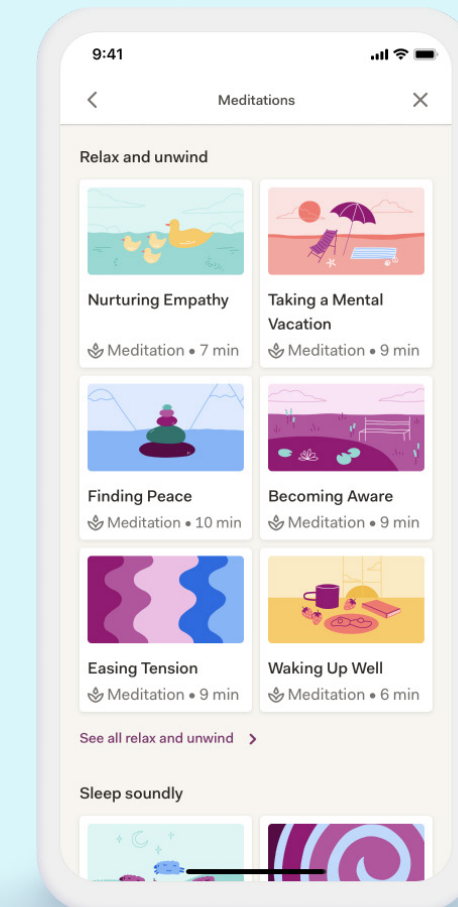 9:41
Meditations
Relax and unwind
Nurturing Empathy
Meditation • 7 min
Taking a Mental
Vacation
Meditation • 9 min
Finding Peace
Meditation • 10 min
Becoming Aware
Meditation • 9 min
Easing Tension
Meditation • 9 min
Waking Up Well
Meditation • 6 min
See all relax and unwind
Sleep soundly